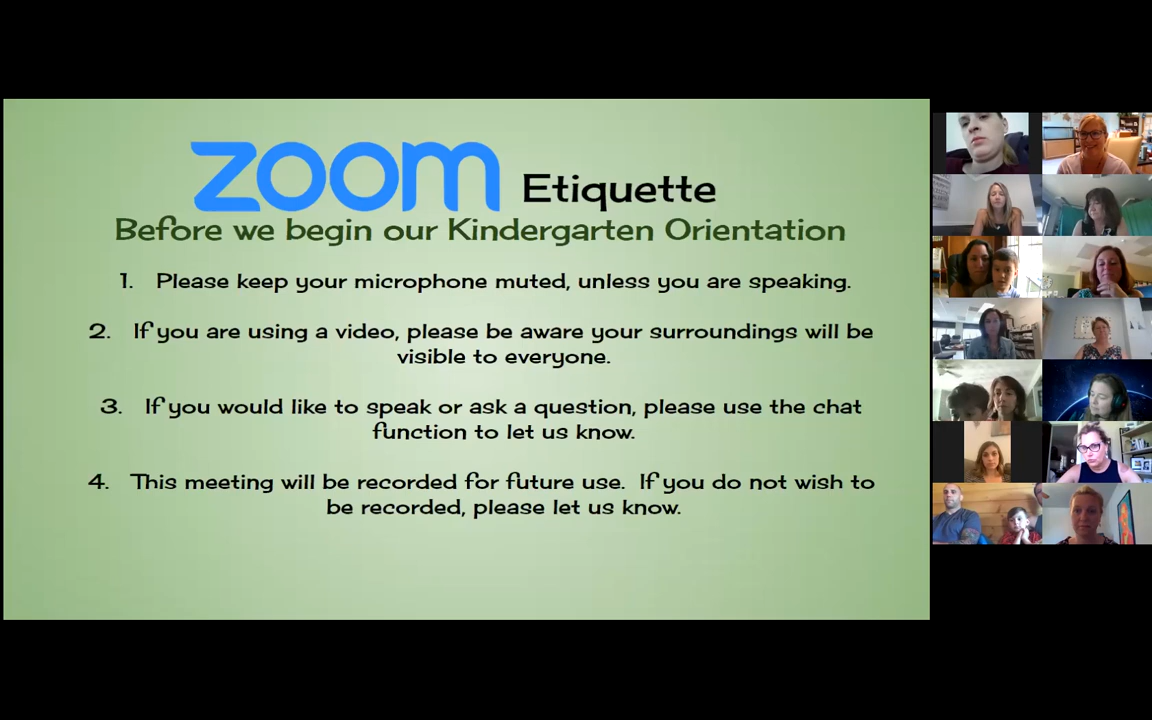 zoom Etiquette
Before we begin our Kindergarten Orientation
1. Please keep your microphone muted, unless you are speaking.
2. If you are using a video, please be aware your surroundings will be
visible to everyone.
3. If you would like to speak or ask a question, please use the chat
function to let us know.
4. This meeting will be recorded for future use. If you do not wish to
be recorded, please let us know.